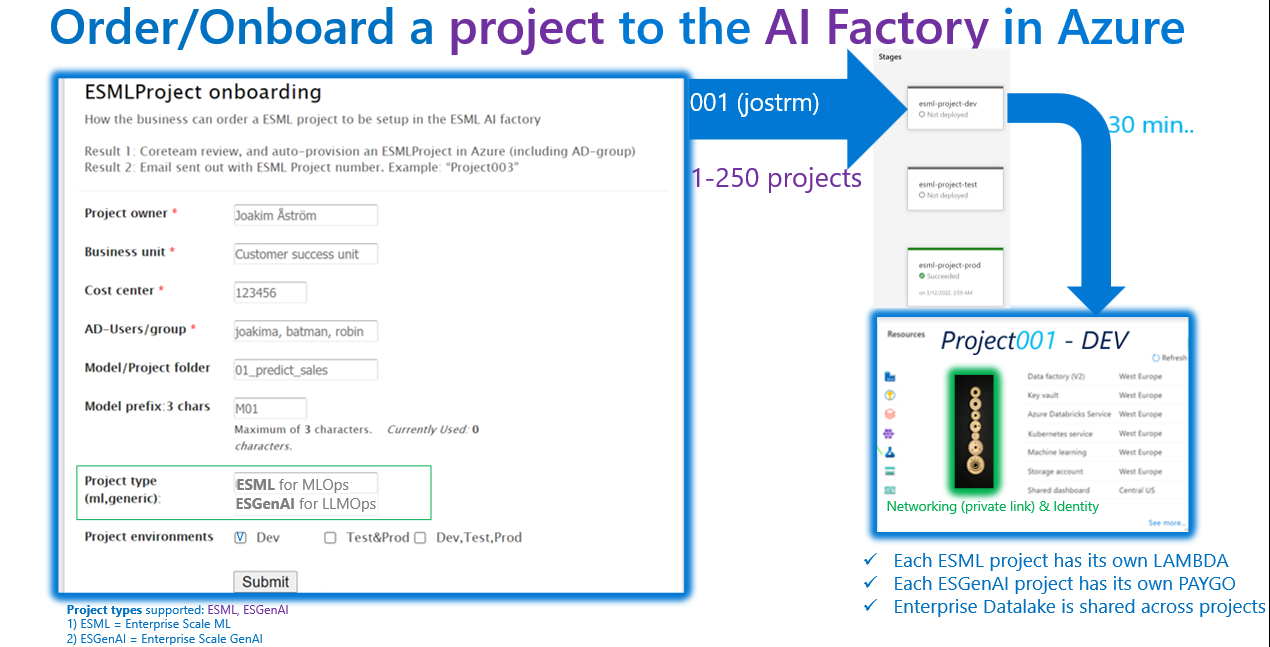 Order/Onboard a project to the AI Factory in Azure
ESMLProject onboarding
How the business can order a ESML project to be setup in the ESML AI factory
Result 1: Coreteam review, and auto-provision an ESMLProject in Azure (including AD-group)
Result 2: Email sent out with ESML Project number. Example: "Project003"
Project owner *
Joakim Åström
Business unit *
Customer success unit
Cost center *
123456
AD-Users/group *
joakima, batman, robin
Model/Project folder
01_predict_sales
Model prefix:3 chars
M01
Maximum of 3 characters. Currently Used: 0
characters.
Project type
(ml,generic):
ESML for MLOps
ESGenAI for LLMOps
Project environments
V Dev
Test&Prod
Dev,Test,Prod
Submit
Project types supported: ESML, ESGenAI
1) ESML = Enterprise Scale ML
2) ESGenAI = Enterprise Scale GenAI
001 (jostrm)
1-250 projects
Stages
esml-project-dev
Not deployed
esml-project-test
Not deployed
esml-project-prod
Succeeded
on 3/12/2022, 2:59 AM
30 min..
Resources
Project001 - DEV
Refresh
Data factory (V2) West Europe
Key vault West Europe
Azure Databricks Service West Europe
Kubernetes service West Europe
Machine learning West Europe
Storage account West Europe
Shared dashboard Central US
Networking (private link) & Identity
See more...
✓ Each ESML project has its own LAMBDA
✓ Each ESGenAI project has its own PAYGO
✓ Enterprise Datalake is shared across projects